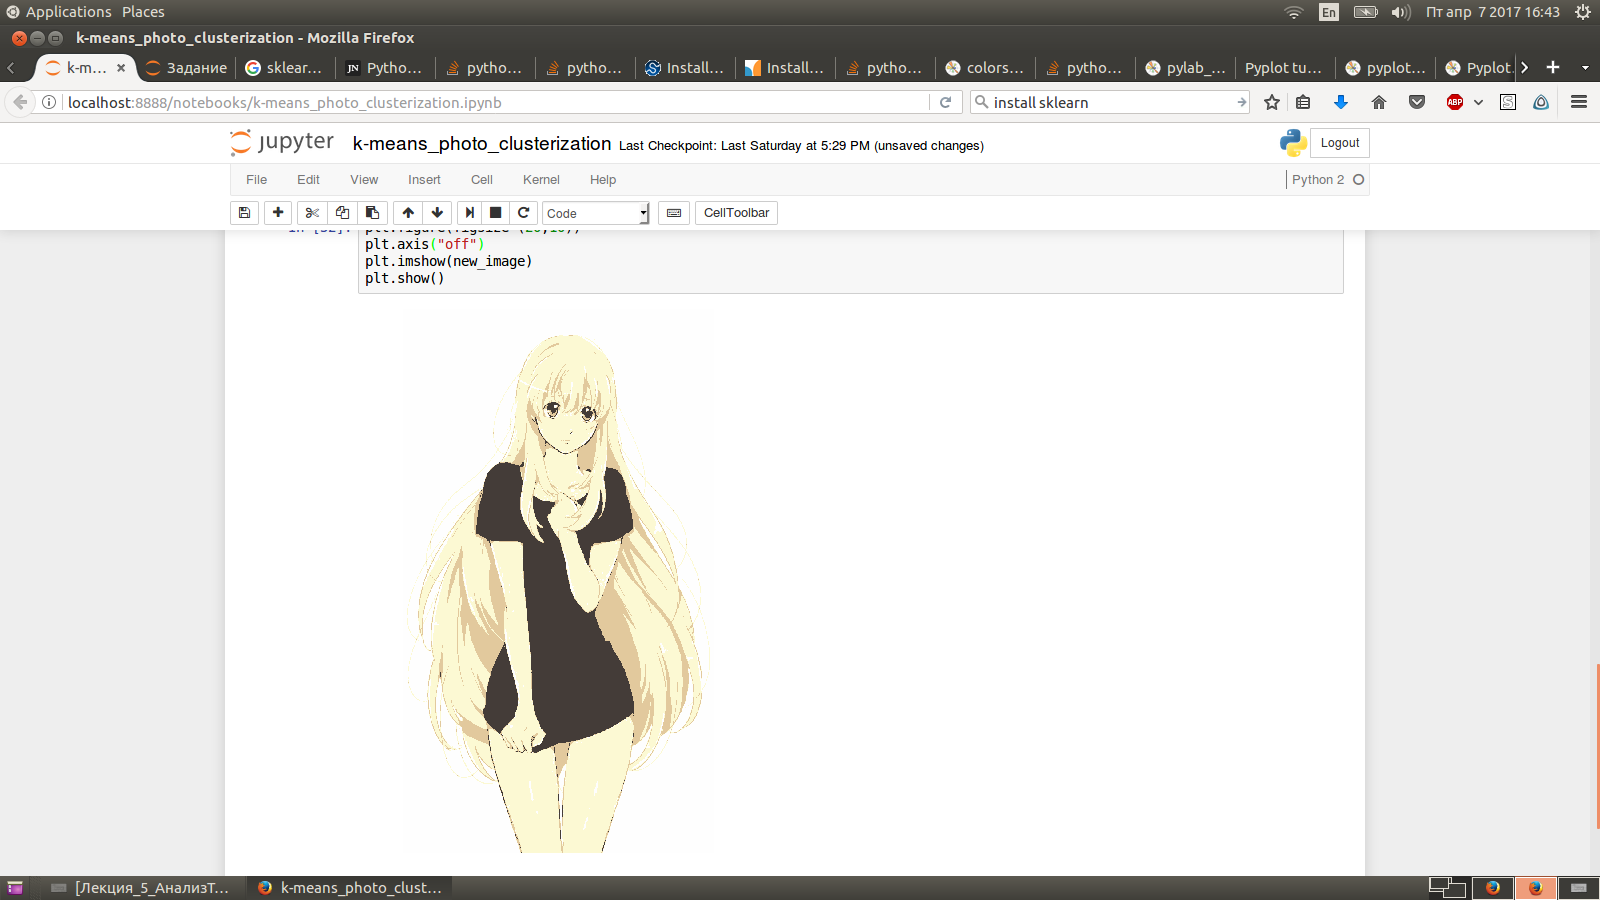 Applications Places
En
Пт апр 7 2017 16:43
k-means_photo_clusterization - Mozilla Firefox
k-m... Задание sklear... JN Pytho... pytho... pytho... Install... Install... pytho... colors... pytho... pylab_... Pyplot tu... pyplot... Pyplot
localhost:8888/notebooks/k-means_photo_clusterization.ipynb
install sklearn
ABP
S
jupyter k-means_photo_clusterization Last Checkpoint: Last Saturday at 5:29 PM (unsaved changes)
Logout
File Edit View Insert Cell Kernel Help
Python 2
Code
CellToolbar
plt.axis("off")
plt.imshow(new_image)
plt.show()
[Лекция_5_АнализТ...
k-means_photo_clust...